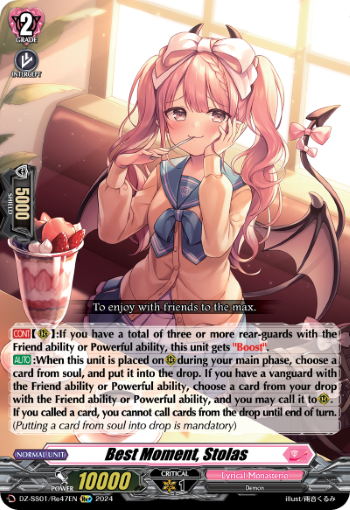 2
GRADE
INTERCEPT
5000
SHIELD
To enjoy with friends to the max.
CONT【 】:If you have a total of three or more rear-guards with the
Friend ability or Powerful ability, this unit gets "Boost".
AUTO :When this unit is placed on during your main phase, choose a
card from soul, and put it into the drop. If you have a vanguard with
the Friend ability or Powerful ability, choose a card from your drop
with the Friend ability or Powerful ability, and you may call it to .
If you called a card, you cannot call cards from the drop until end of turn.
(Putting a card from soul into drop is mandatory)
NORMAL UNIT
Best Moment, Stolas
POWER 10000
CRITICAL
1
Lyrical Monasterio
Demon
DZ-SS01/Re47EN
2024
illust/雨音くるみ